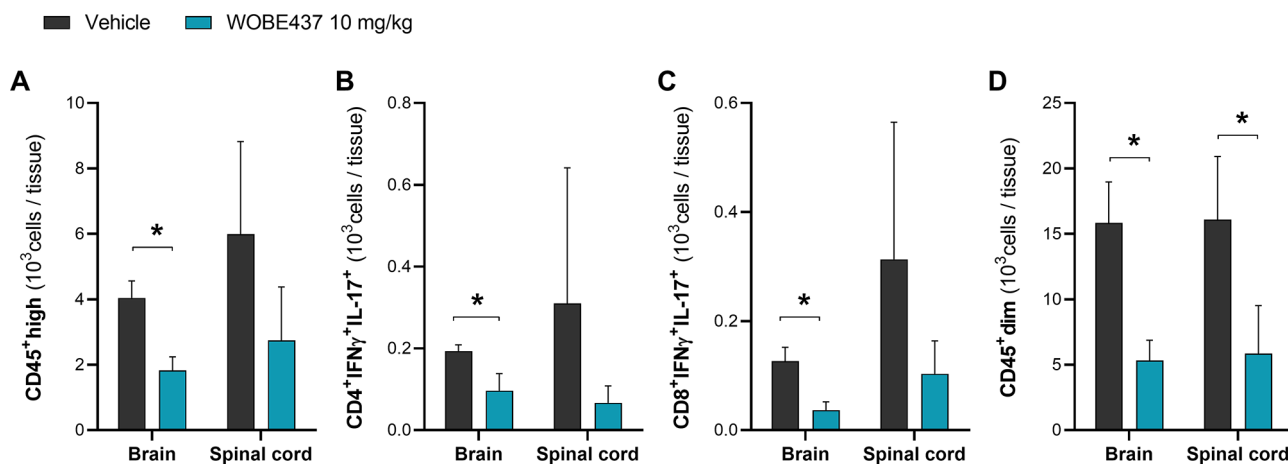 Vehicle WOBE437 10 mg/kg
A
CD45⁺high (10³cells / tissue)
10
8
6
4
2
0
*
Brain Spinal cord
B
CD4⁺IFNγ⁺IL-17⁺ (10³cells / tissue)
0.8
0.6
0.4
0.2
0.0
*
Brain Spinal cord
C
CD8⁺IFNγ⁺IL-17⁺ (10³cells / tissue)
0.6
0.4
0.2
0.0
*
Brain Spinal cord
D
CD45⁺dim (10³cells / tissue)
25
20
15
10
5
0
* *
Brain Spinal cord